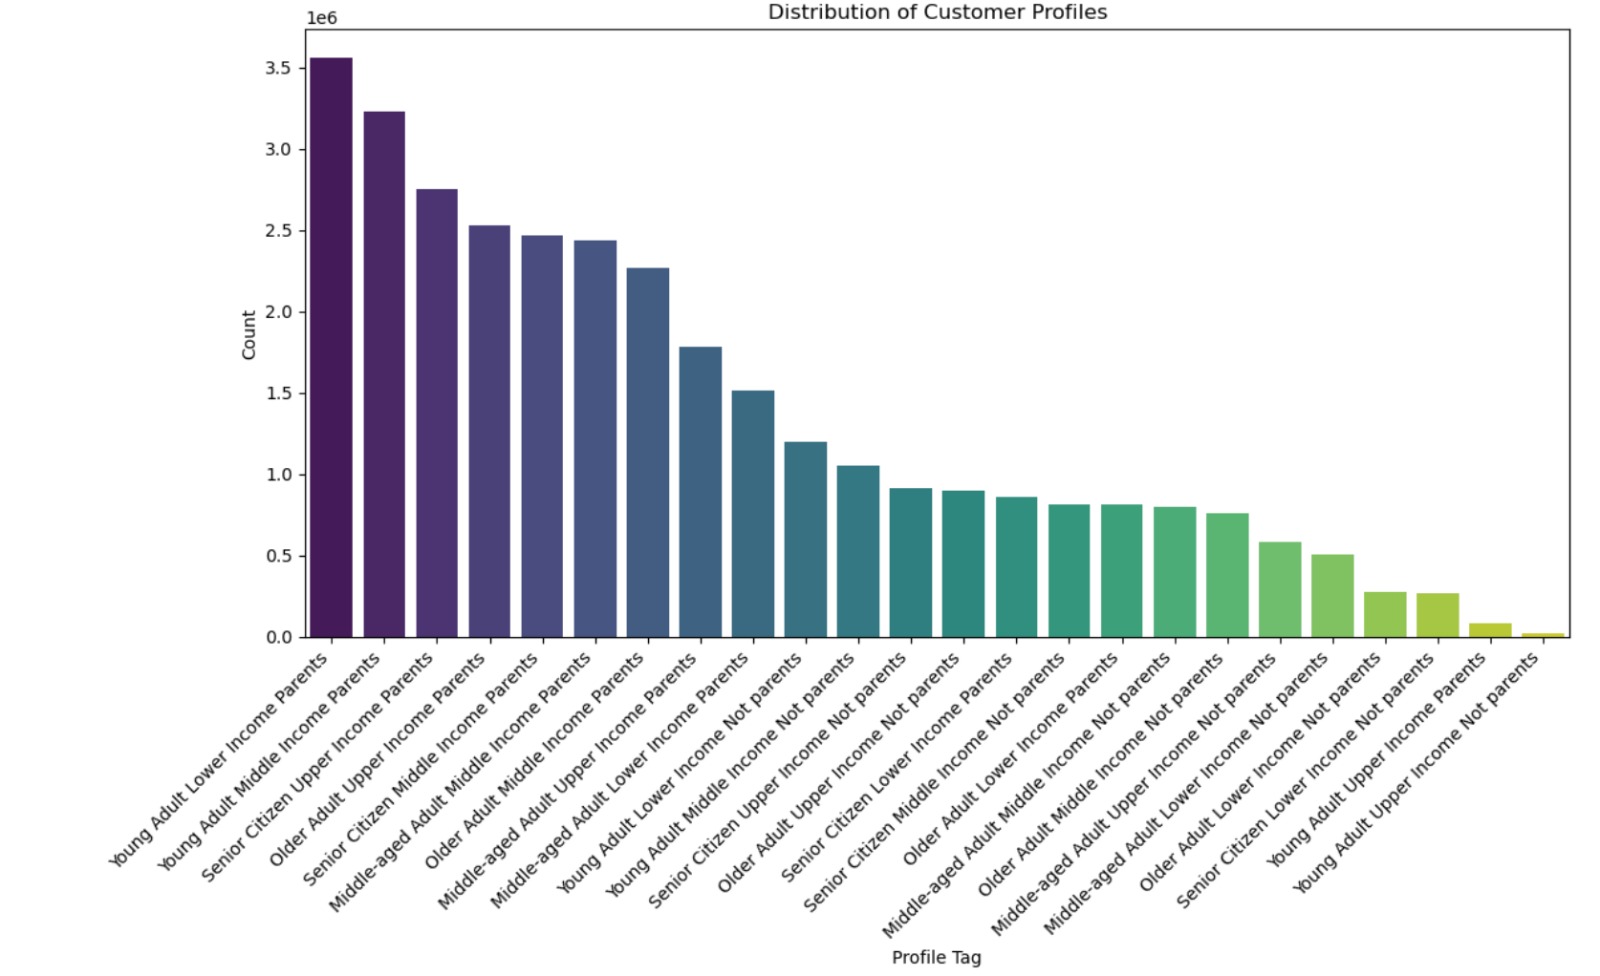 Distribution of Customer Profiles
1e6
3.5
3.0
2.5
2.0
1.5
1.0
0.5
0.0
Count
Young Adult Lower Income Parents
Young Adult Middle Income Parents
Senior Citizen Upper Income Parents
Older Adult Upper Income Parents
Senior Citizen Middle Income Parents
Middle-aged Adult Middle Income Parents
Older Adult Middle Income Parents
Middle-aged Adult Upper Income Parents
Middle-aged Adult Lower Income Parents
Young Adult Lower Income Not parents
Young Adult Middle Income Not parents
Senior Citizen Upper Income Not parents
Older Adult Upper Income Not parents
Senior Citizen Lower Income Parents
Senior Citizen Middle Income Not parents
Older Adult Lower Income Parents
Middle-aged Adult Middle Income Not parents
Older Adult Middle Income Not parents
Middle-aged Adult Upper Income Not parents
Middle-aged Adult Lower Income Not parents
Older Adult Lower Income Not parents
Senior Citizen Lower Income Not parents
Young Adult Upper Income Parents
Young Adult Upper Income Not parents
Profile Tag